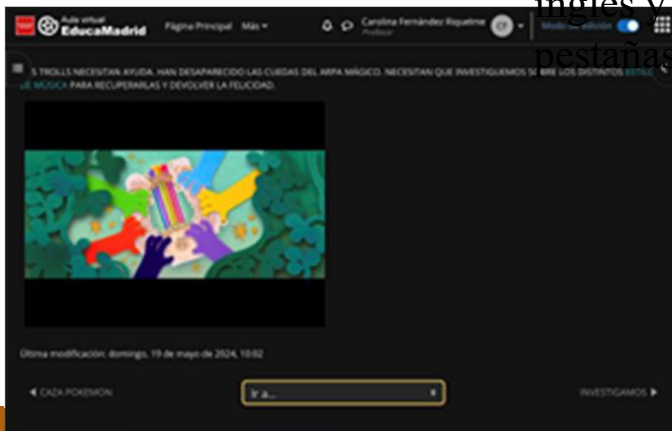 inglés y
pestañas
Aula virtual
EducaMadrid
Página Principal Más
Carolina Fernández Riquelme
Profesor
CF
Modo de edición
S TROLLS NECESITAN AYUDA. HAN DESAPARECIDO LAS CUERDAS DEL ARPA MÁGICO. NECESITAN QUE INVESTIGUEMOS SOBRE LOS DISTINTOS
DE MÚSICA PARA RECUPERARLAS Y DEVOLVER LA FELICIDAD.
Última modificación: domingo, 19 de mayo de 2024, 10:02
◀ CAZA POKEMON
Ir a...
INVESTIGAMOS ▶